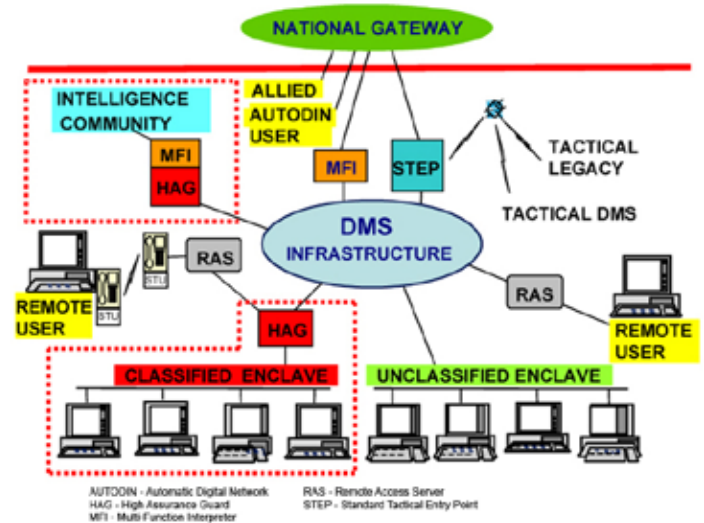 NATIONAL GATEWAY
INTELLIGENCE
COMMUNITY
MFI
HAG
ALLIED
AUTODIN
USER
MFI
STEP
TACTICAL
LEGACY
TACTICAL DMS
DMS
INFRASTRUCTURE
REMOTE
USER
STU
STU
RAS
HAG
RAS
REMOTE
USER
CLASSIFIED ENCLAVE
UNCLASSIFIED ENCLAVE
AUTODIN - Automatic Digital Network
HAG - High Assurance Guard
MFI - Multi Function Interpreter
RAS - Remote Access Server
STEP - Standard Tactical Entry Point